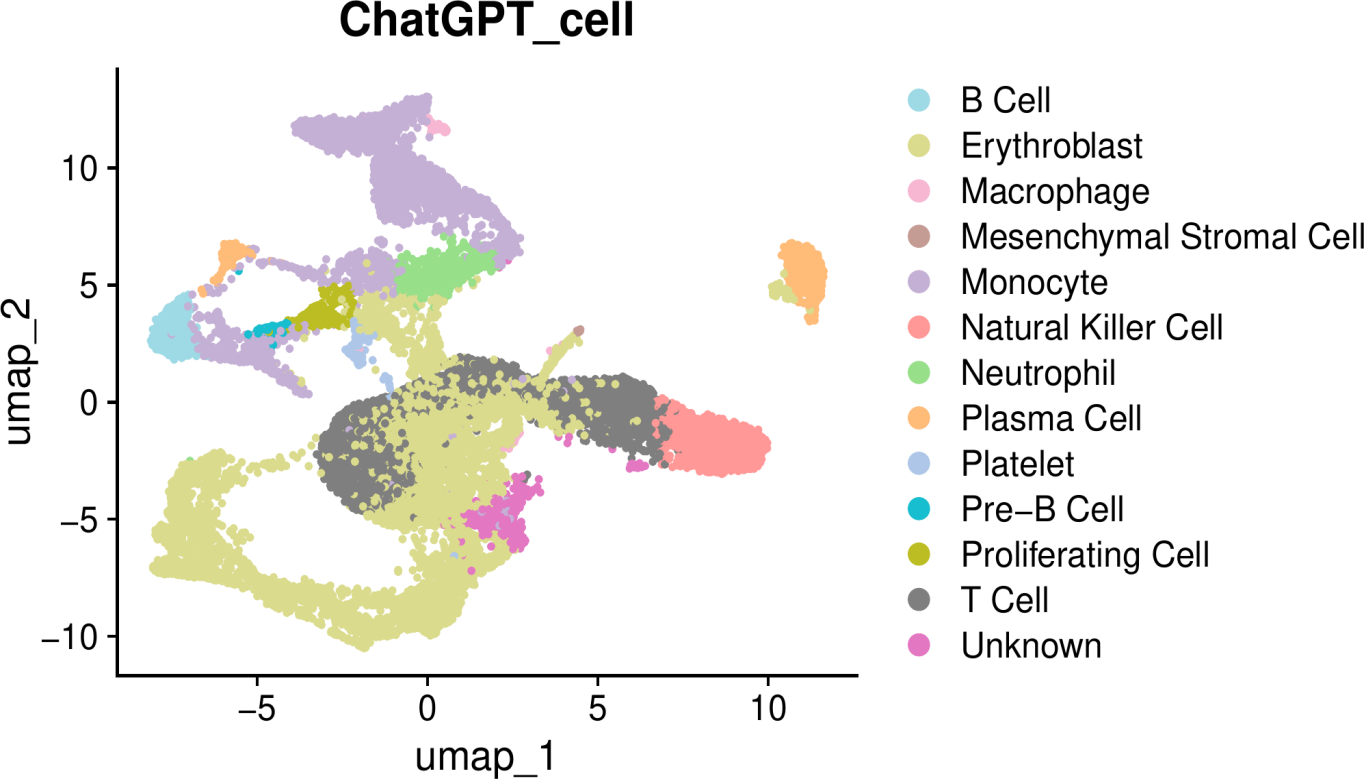 ChatGPT_cell
umap_2
10
5
0
−5
−10
−5
0
5
10
umap_1
B Cell
Erythroblast
Macrophage
Mesenchymal Stromal Cell
Monocyte
Natural Killer Cell
Neutrophil
Plasma Cell
Platelet
Pre−B Cell
Proliferating Cell
T Cell
Unknown